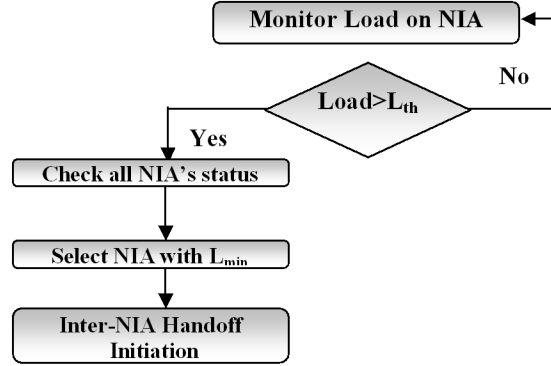 Monitor Load on NIA
No
Load>Lth
Yes
Check all NIA's status
Select NIA with Lmin
Inter-NIA Handoff
Initiation